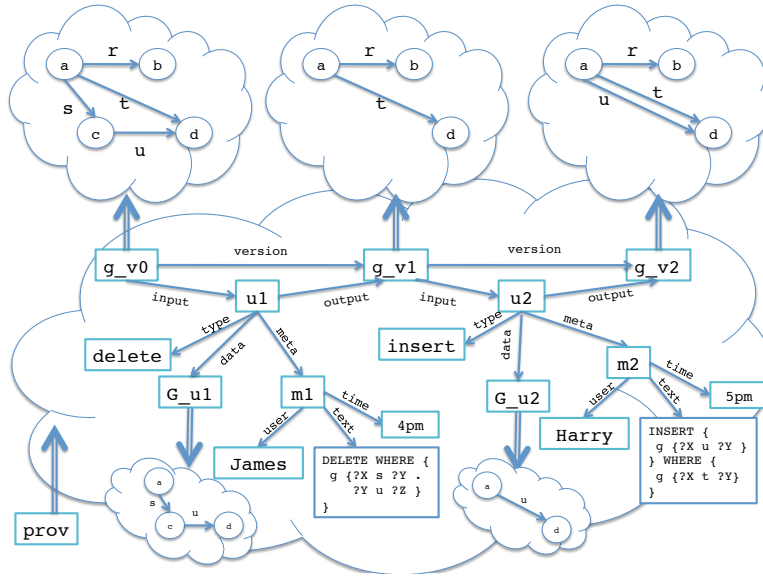 a r b
s t
c u d
a r b
t
d
a r b
u t
d
version version
g_v0 g_v1 g_v2
input u1 output input u2 output
type meta type meta
delete data insert data
G_u1 m1 time 4pm
user text
G_u2 m2 time 5pm
user text
James
DELETE WHERE {
g {?X s ?Y .
?Y u ?Z }
}
Harry
INSERT {
g {?X u ?Y }
} WHERE {
g {?X t ?Y}
}
a
s
c u d
a
u
d
prov